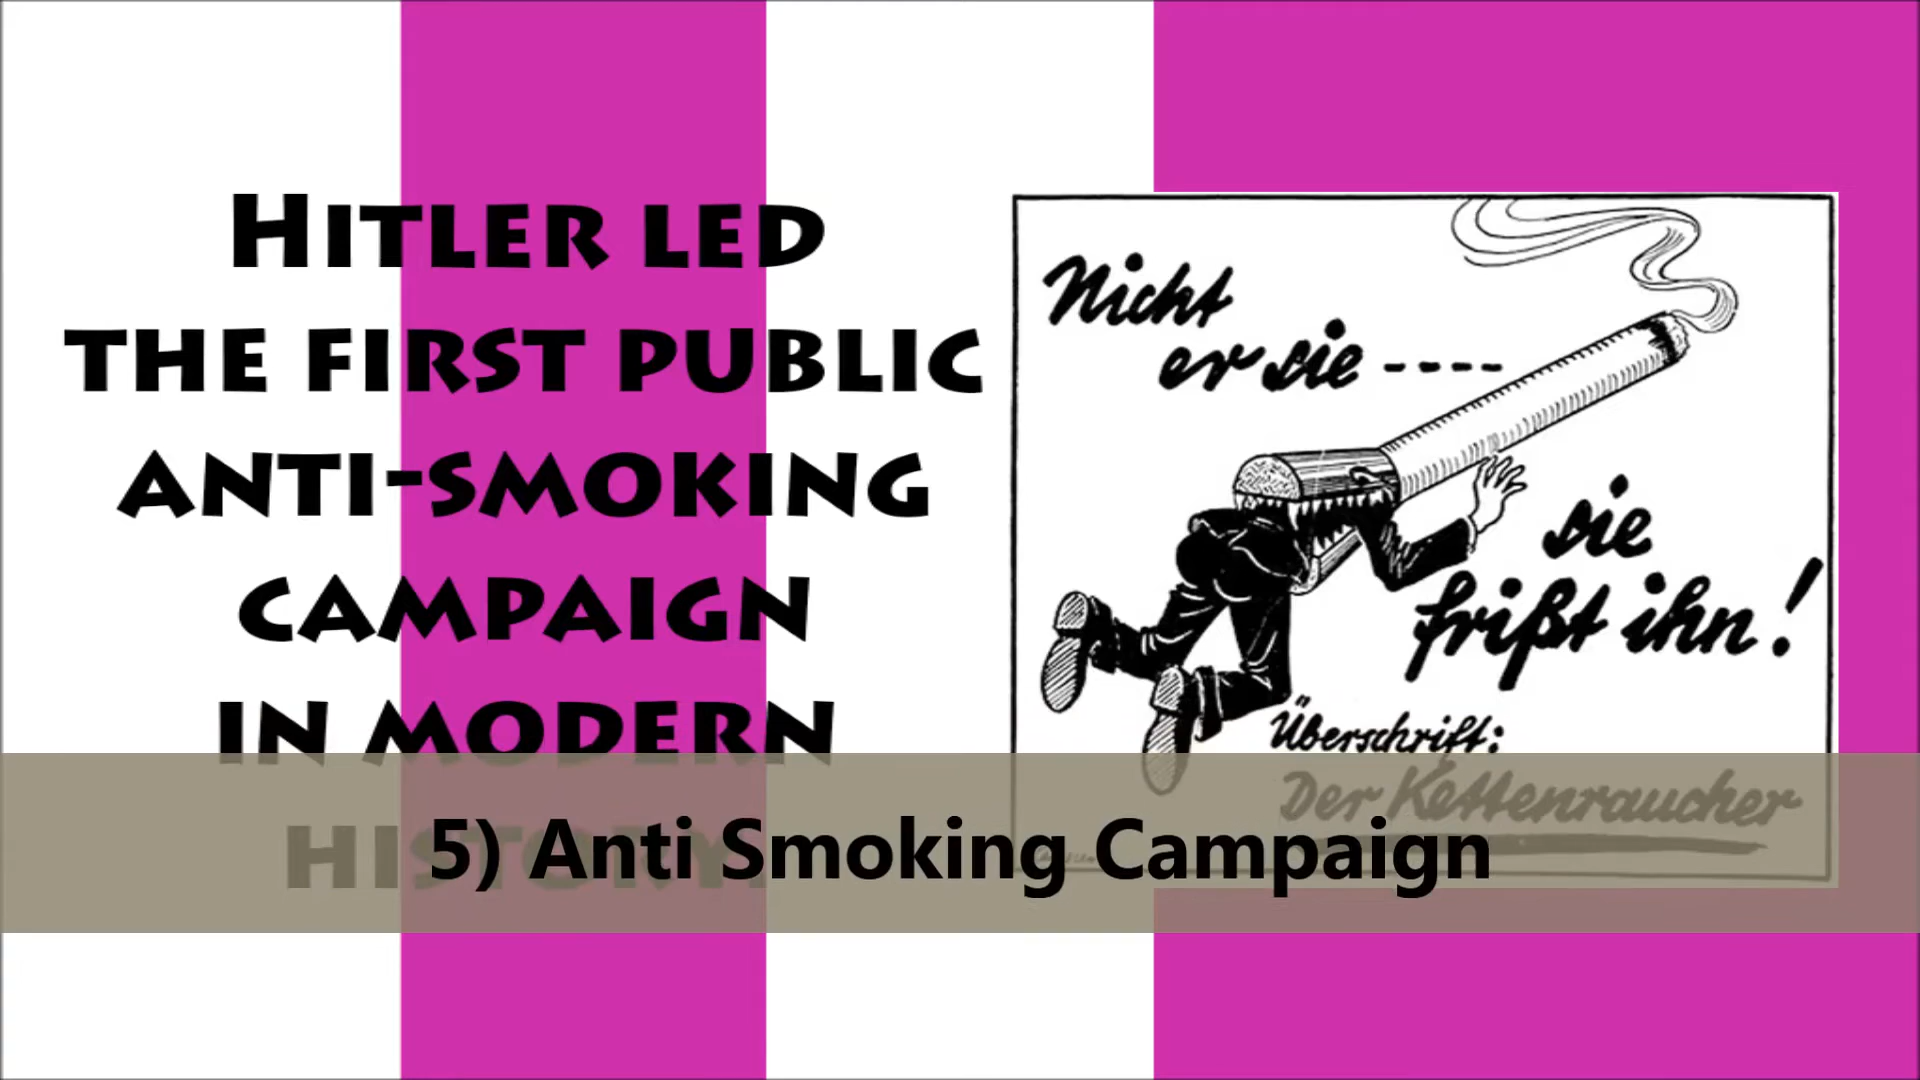 HITLER LED
THE FIRST PUBLIC
ANTI-SMOKING
CAMPAIGN
IN MODERN
HISTORY
Nicht
er sie ----
sie
frißt ihn!
Überschrift:
Der Kettenraucher
5) Anti Smoking Campaign